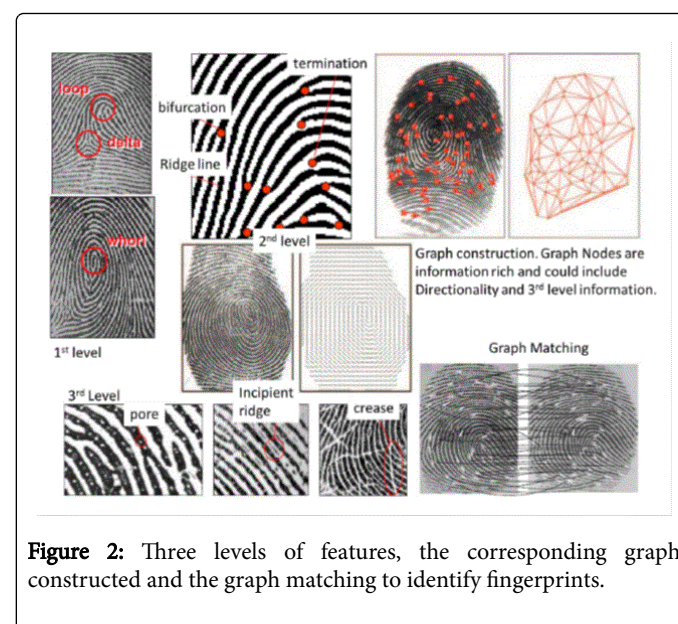 loop
delta
whorl
1st level
bifurcation
Ridge line
termination
2nd level
Graph construction. Graph Nodes are
information rich and could include
Directionality and 3rd level information.
3rd Level
pore
Incipient
ridge
crease
Graph Matching
Figure 2: Three levels of features, the corresponding graph
constructed and the graph matching to identify fingerprints.